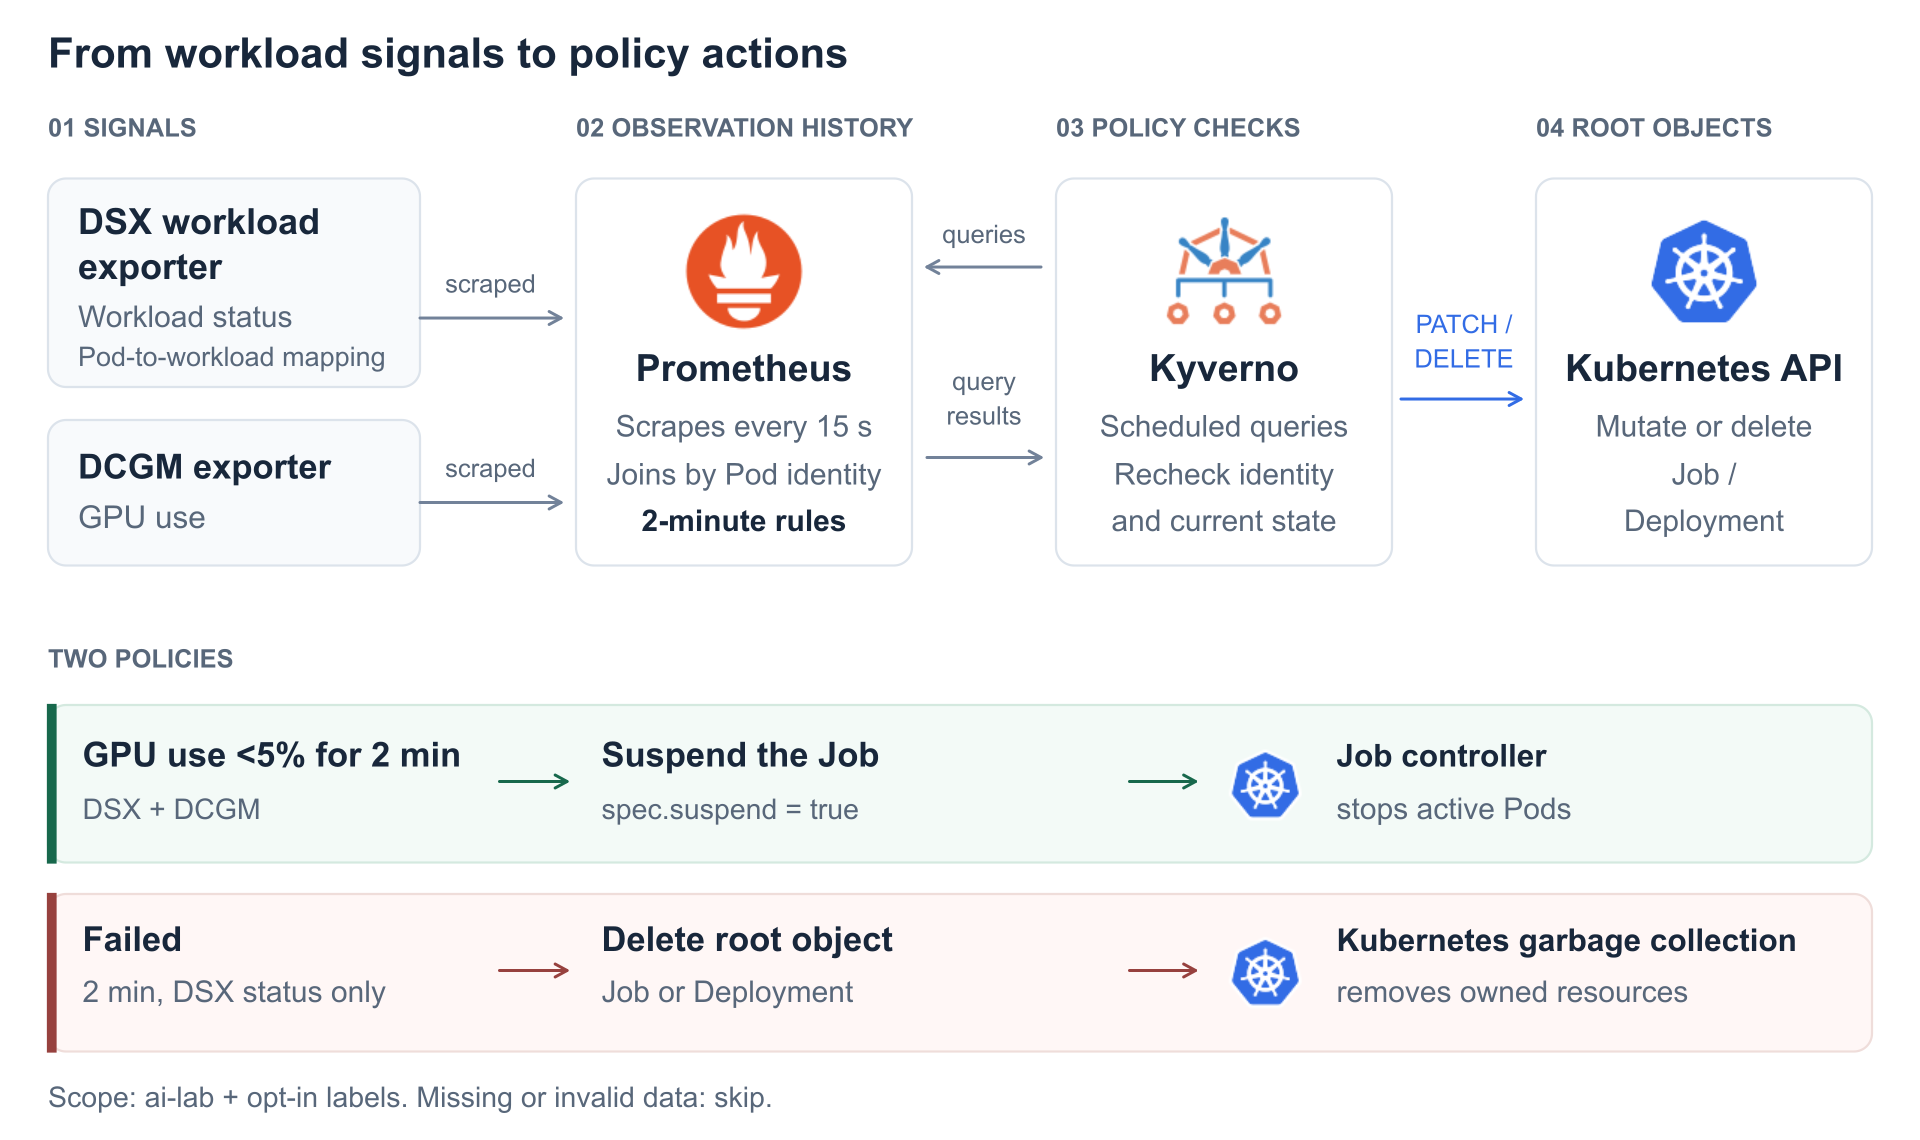 From workload signals to policy actions
01 SIGNALS
02 OBSERVATION HISTORY
03 POLICY CHECKS
04 ROOT OBJECTS
DSX workload
exporter
Workload status
Pod-to-workload mapping
scraped
DCGM exporter
GPU use
scraped
Prometheus
Scrapes every 15 s
Joins by Pod identity
2-minute rules
queries
query
results
Kyverno
Scheduled queries
Recheck identity
and current state
PATCH /
DELETE
Kubernetes API
Mutate or delete
Job /
Deployment
TWO POLICIES
GPU use <5% for 2 min
DSX + DCGM
Suspend the Job
spec.suspend = true
Job controller
stops active Pods
Failed
2 min, DSX status only
Delete root object
Job or Deployment
Kubernetes garbage collection
removes owned resources
Scope: ai-lab + opt-in labels. Missing or invalid data: skip.